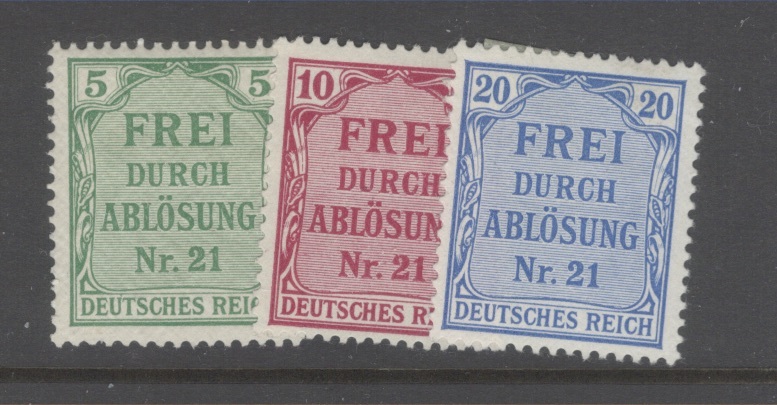 5 5
FREI
DURCH
ABLÖSUNG
Nr. 21
DEUTSCHES
10
FREI
DURCH
Nr. 21
DEUTSCHES
20 20
FREI
DURCH
ABLÖSUNG
Nr. 21
DEUTSCHES REICH